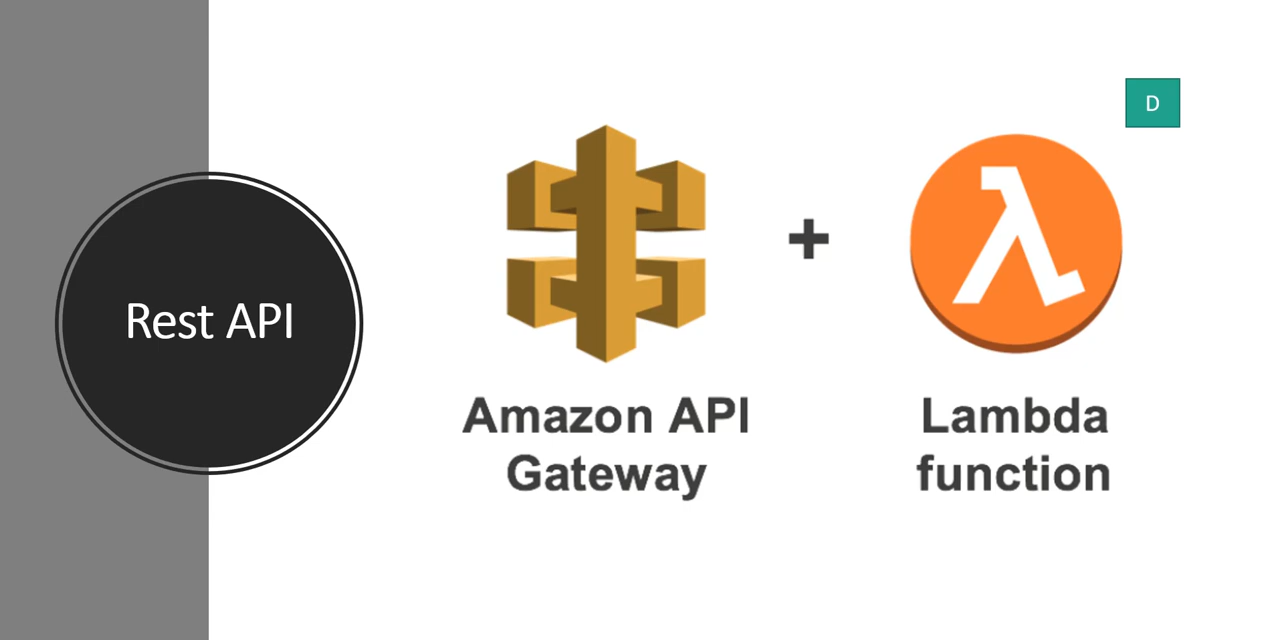 Rest API
Amazon API
Gateway
+
Lambda
function
D